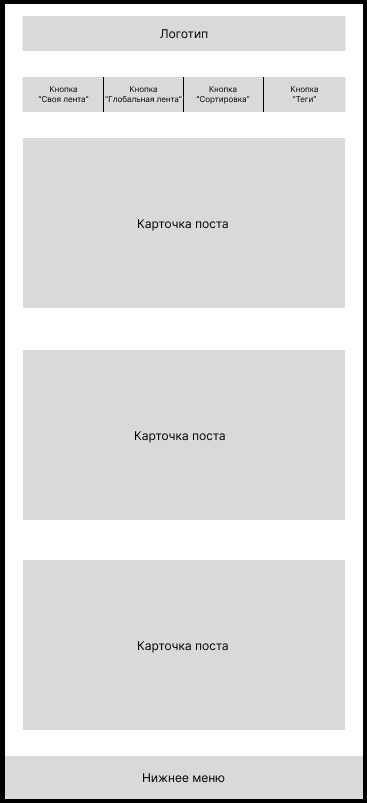 Логотип
Кнопка
"Своя лента"
Кнопка
"Глобальная лента"
Кнопка
"Сортировка"
Кнопка
"Теги"
Карточка поста
Карточка поста
Карточка поста
Нижнее меню